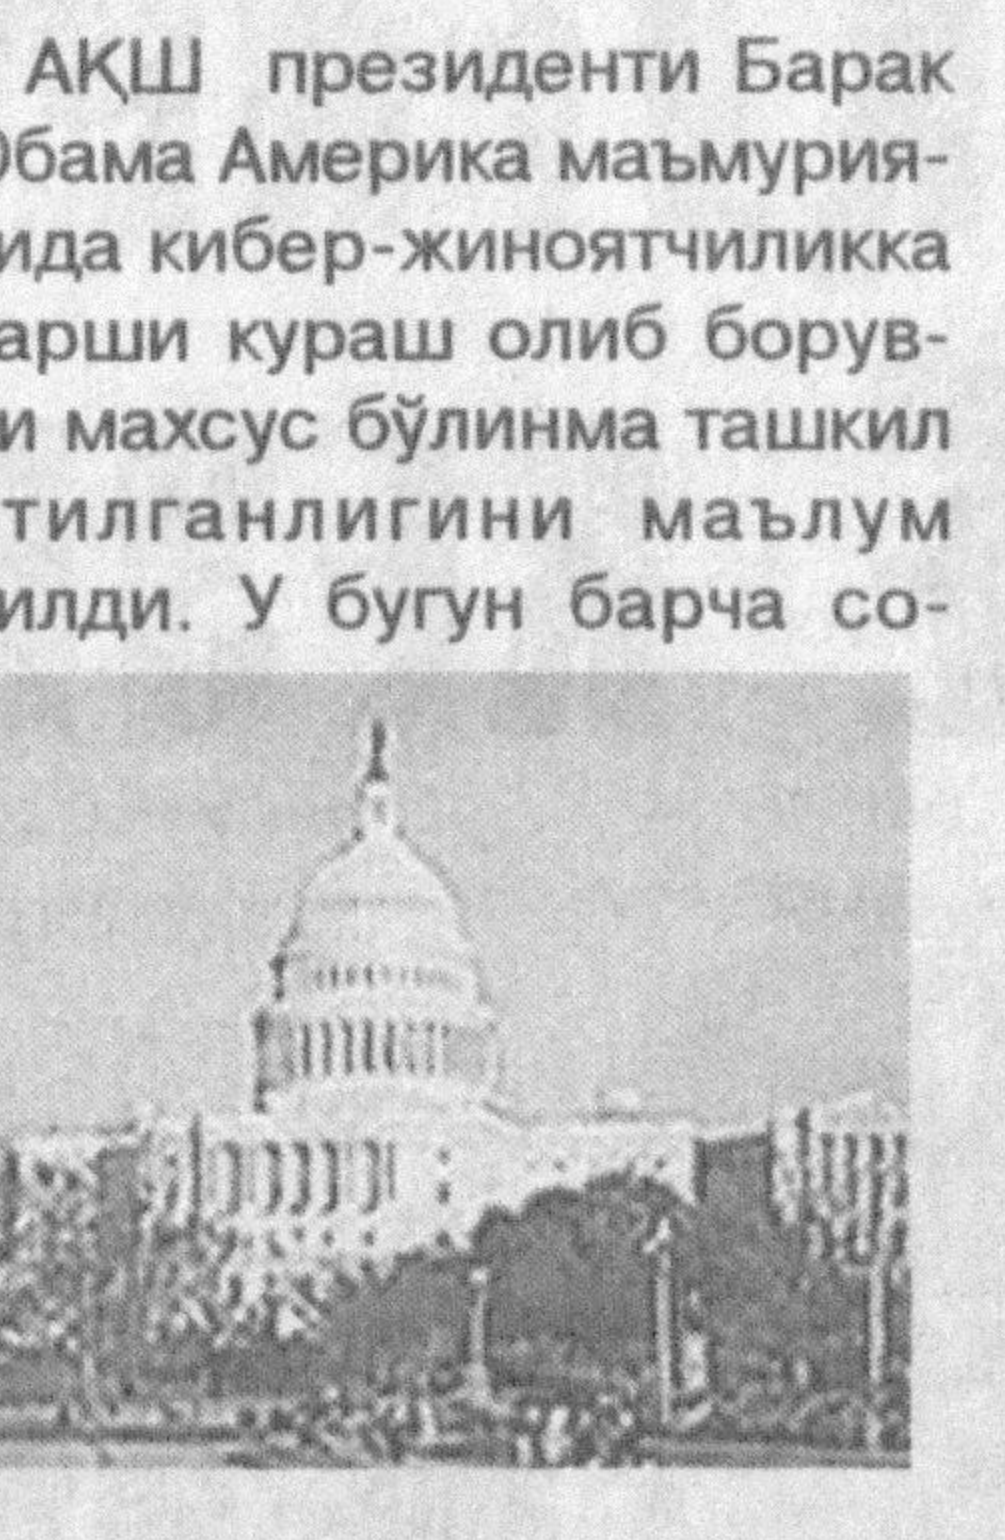 АҚШ президенти Барак
Обама Америка маъмурия-
ида кибер-жиноятчиликка
арши кураш олиб борув-
и махсус бўлинма ташкил
тилганлигини маълум
илди. У бугун барча со-